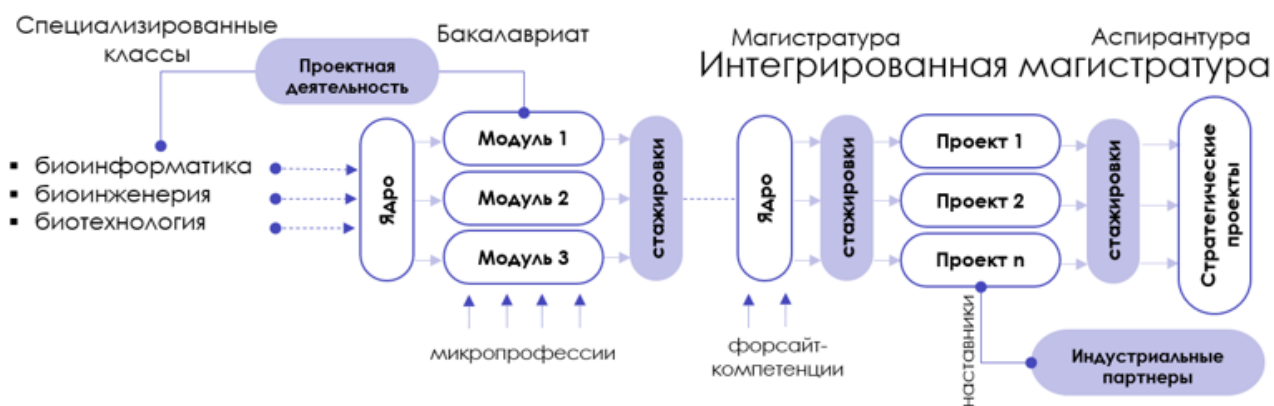 Специализированные
классы
Проектная
деятельность
Бакалавриат
Магистратура
Аспирантура
Интегрированная магистратура
▪ биоинформатика
▪ биоинженерия
▪ биотехнология
Ядро
Модуль 1
Модуль 2
Модуль 3
стажировки
микропрофессии
Ядро
форсайт-
компетенции
стажировки
Проект 1
Проект 2
Проект n
стажировки
Стратегические
проекты
наставники
Индустриальные
партнеры